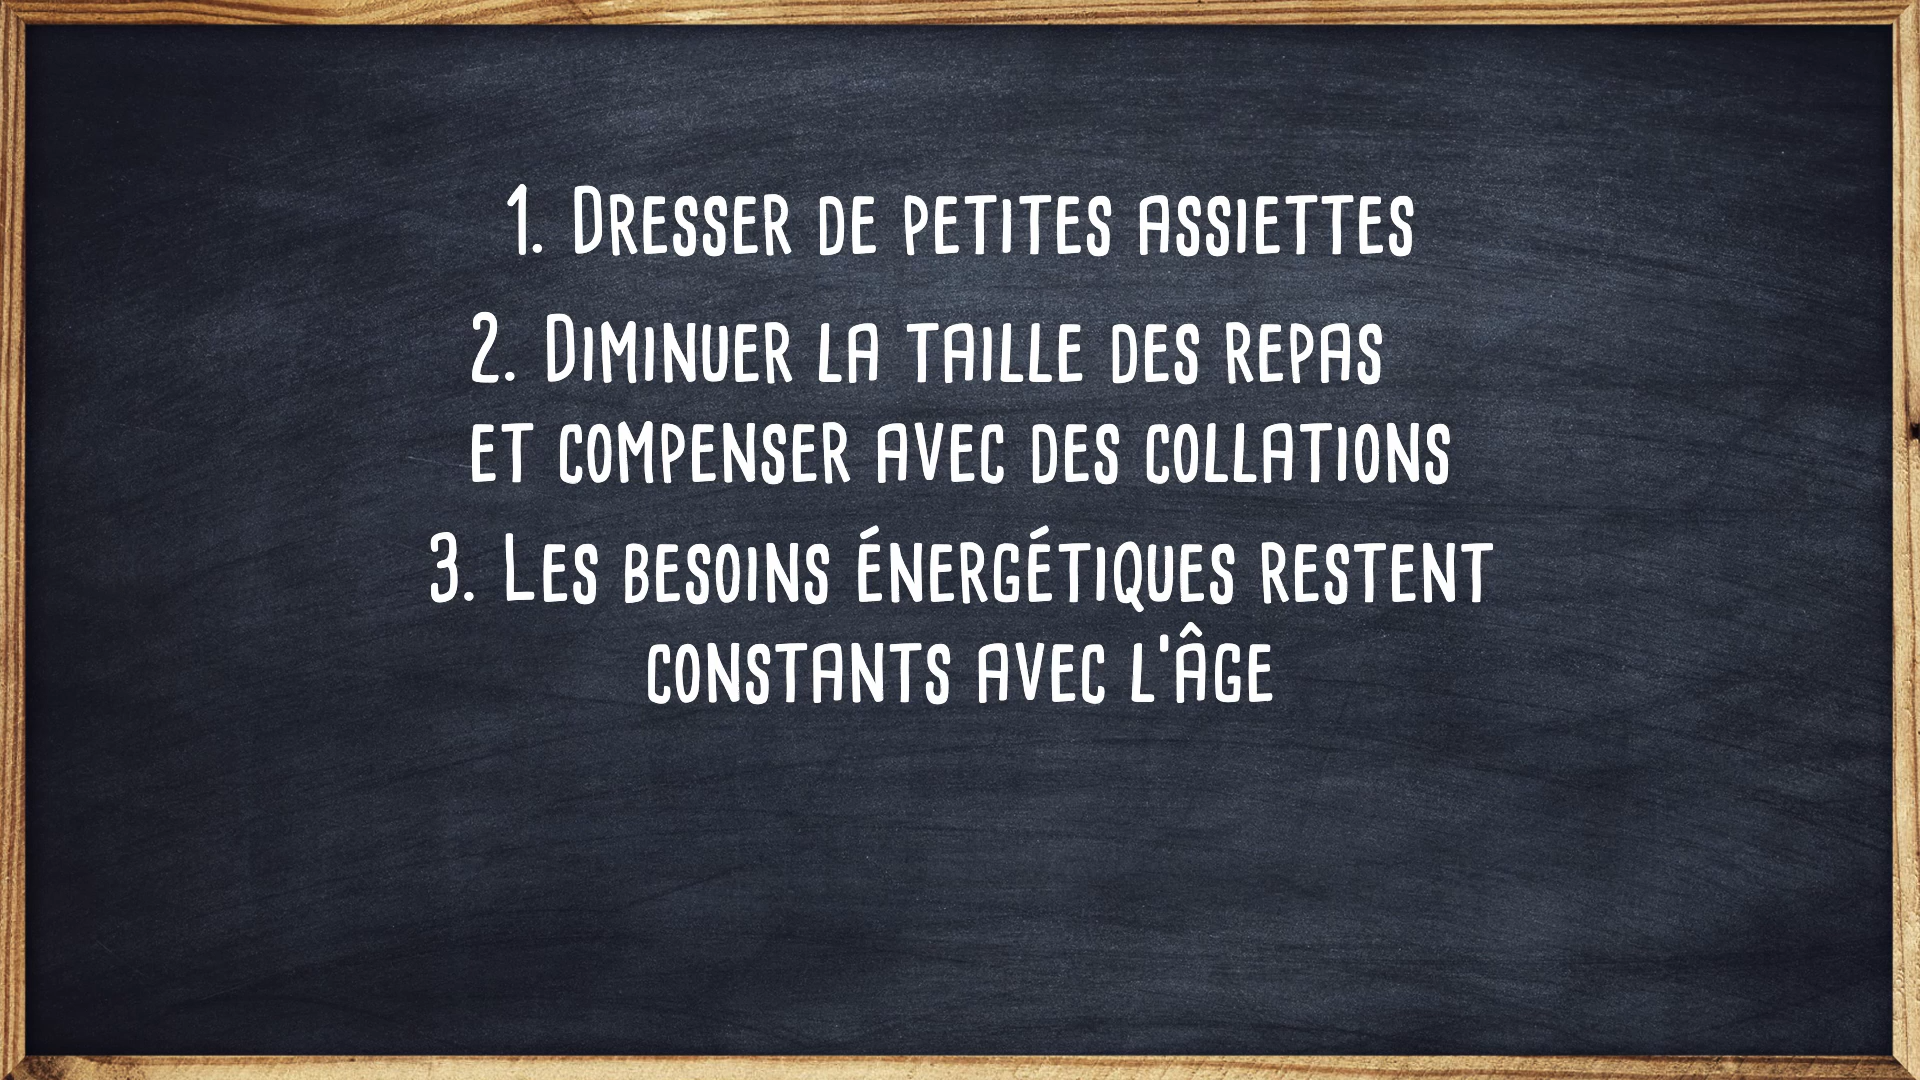 1. Dresser de petites assiettes
2. Diminuer la taille des repas
et compenser avec des collations
3. Les besoins énergétiques restent
constants avec l'âge